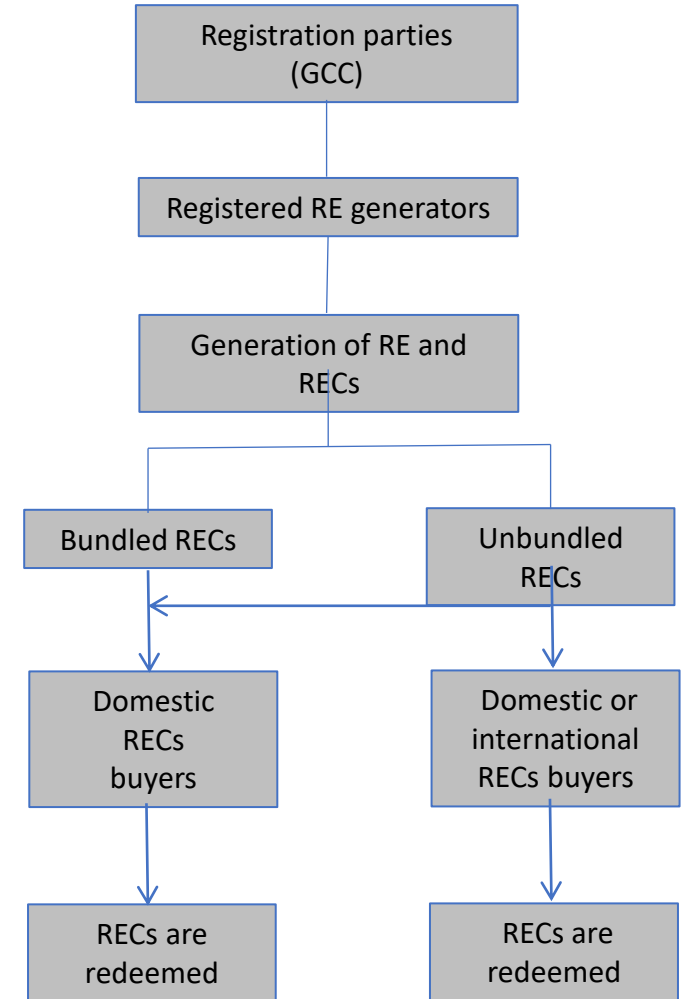 Registration parties
(GCC)
Registered RE generators
Generation of RE and
RECs
Bundled RECs
Unbundled
RECs
Domestic
RECs
buyers
Domestic or
international
RECs buyers
RECs are
redeemed
RECs are
redeemed